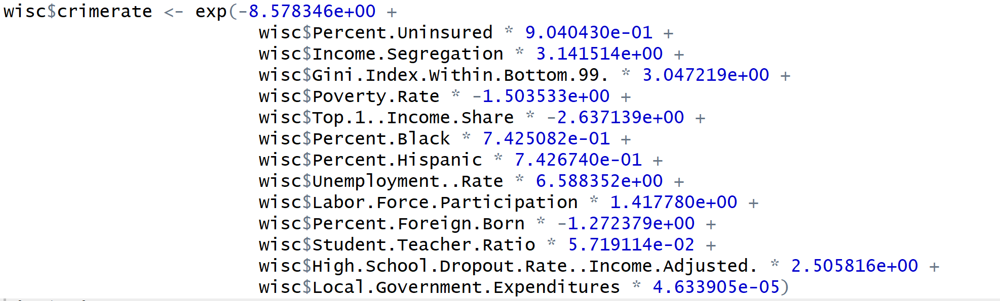 wisc$crimerate <- exp(-8.578346e+00 +
wisc$Percent.Uninsured * 9.040430e-01 +
wisc$Income.Segregation * 3.141514e+00 +
wisc$Gini.Index.Within.Bottom.99. * 3.047219e+00 +
wisc$Poverty.Rate * -1.503533e+00 +
wisc$Top.1..Income.Share * -2.637139e+00 +
wisc$Percent.Black * 7.425082e-01 +
wisc$Percent.Hispanic * 7.426740e-01 +
wisc$Unemployment..Rate * 6.588352e+00 +
wisc$Labor.Force.Participation * 1.417780e+00 +
wisc$Percent.Foreign.Born * -1.272379e+00 +
wisc$Student.Teacher.Ratio * 5.719114e-02 +
wisc$High.School.Dropout.Rate..Income.Adjusted. * 2.505816e+00 +
wisc$Local.Government.Expenditures * 4.633905e-05)